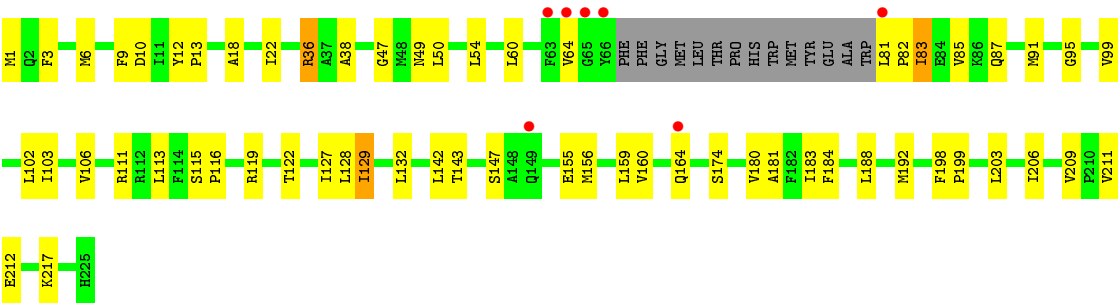 M1 Q2 F3 M6 F9 D10 I11 Y12 P13 A18 I22 R36 A37 A38 G47 M48 N49 L50 L54 L60 F63 V64 G65 Y66 PHE PHE GLY MET LEU THR PRO HIS TRP MET TYR GLU ALA TRP L81 P82 I83 E84 V85 K86 Q87 M91 G95 V99
L102 I103 V106 R111 R112 L113 F114 S115 P116 R119 T122 I127 L128 I129 L132 L142 T143 S147 A148 Q149 E155 M156 L159 V160 Q164 S174 V180 A181 F182 I183 F184 L188 M192 F198 P199 L203 I206 V209 P210 V211
E212 K217 H225